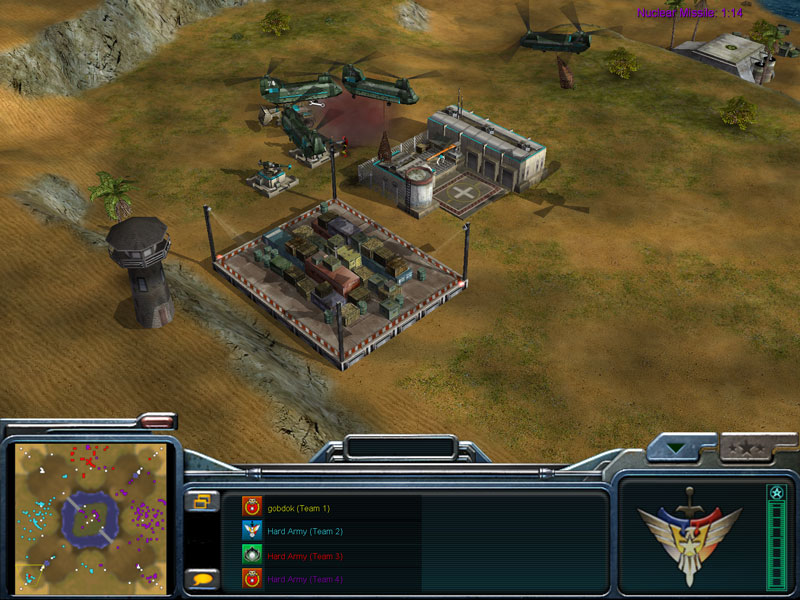 Nuclear Missile: 1:14
gobdok (Team 1)
Hard Army (Team 2)
Hard Army (Team 3)
Hard Army (Team 4)